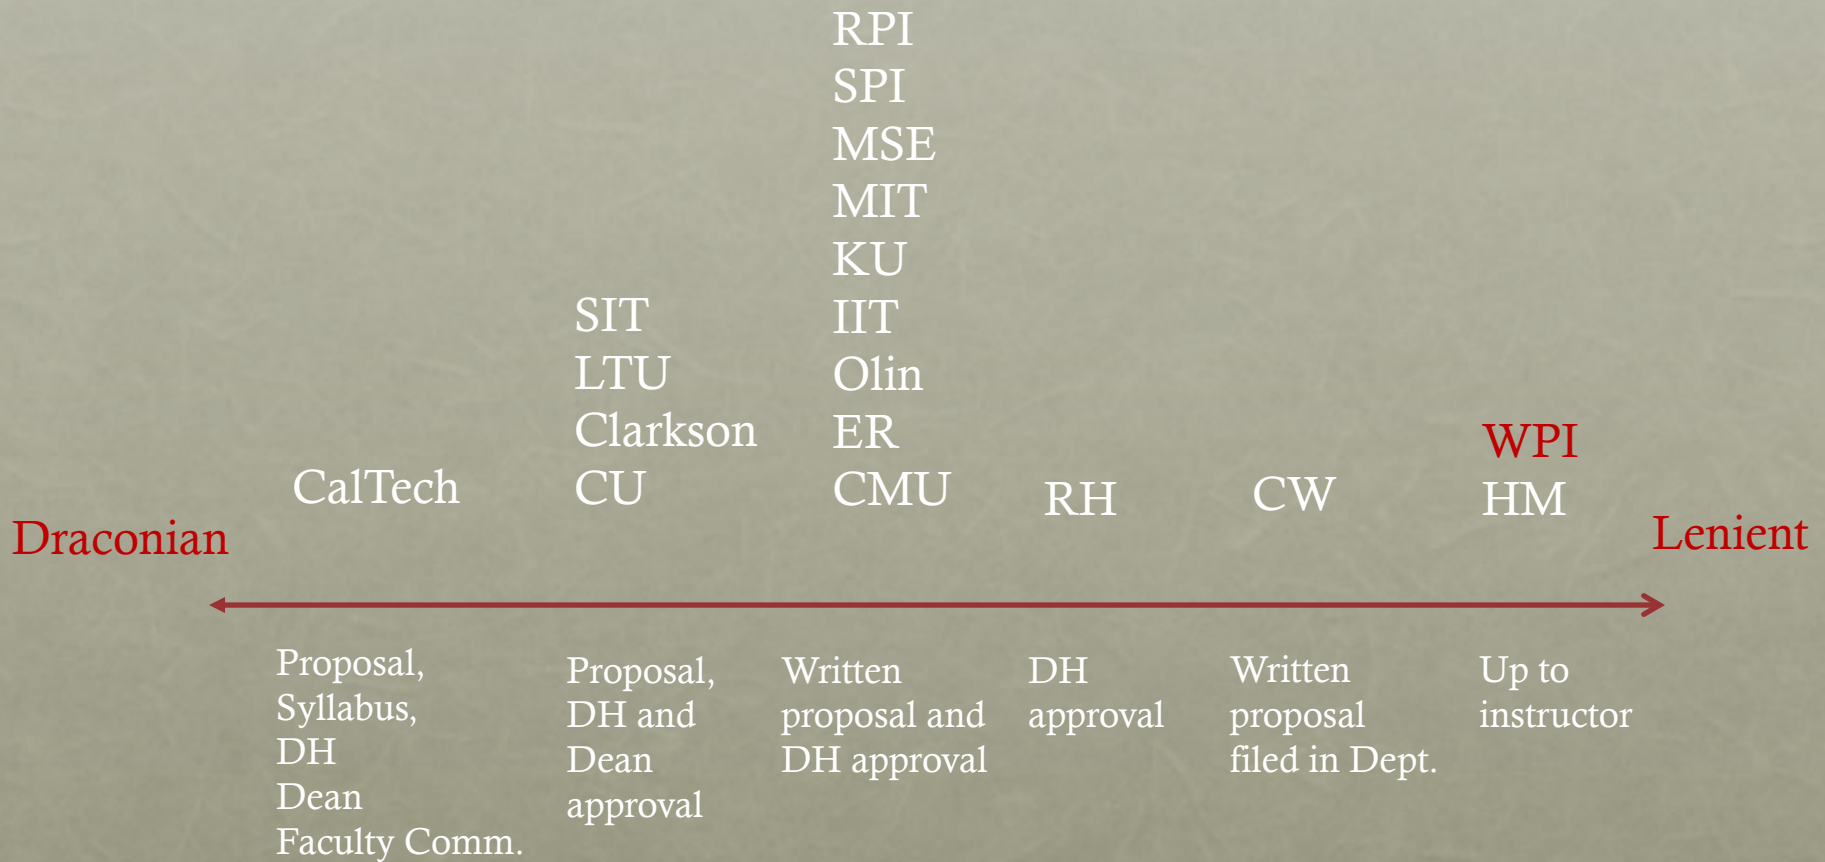 RPI
SPI
MSE
MIT
KU
IIT
Olin
ER
CMU
SIT
LTU
Clarkson
CU
CalTech
RH
CW
WPI
HM
Draconian
Lenient
Proposal,
Syllabus,
DH
Dean
Faculty Comm.
Proposal,
DH and
Dean
approval
Written
proposal and
DH approval
DH
approval
Written
proposal
filed in Dept.
Up to
instructor